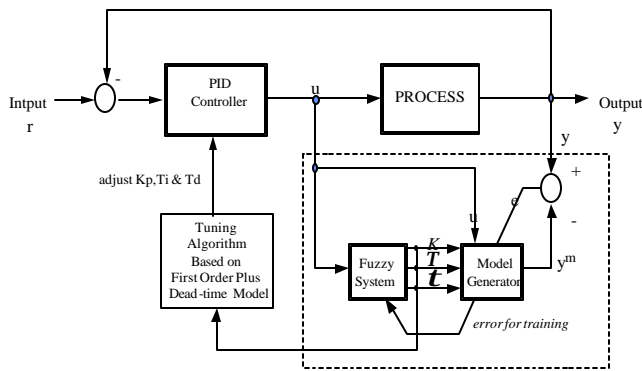 -
PID
Controller
u
PROCESS
Intput
r
Output
y
y
adjust Kp,Ti & Td
+
e
-
u
Tuning
Algorithm
Based on
First Order Plus
Dead-time Model
Fuzzy
System
K
T
τ
Model
Generator
y^m
error for training